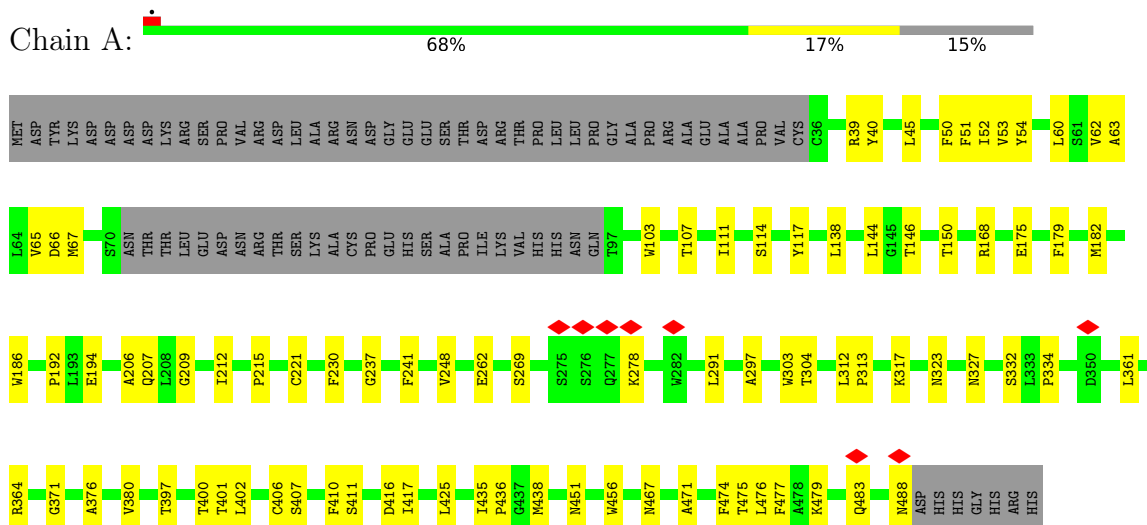 Chain A:
68% 17% 15%
MET ASP TYR LYS ASP ASP ASP ASP LYS ARG SER PRO VAL ARG ASP LEU ALA ARG ASN ASP GLY GLU GLU SER THR ASP ARG THR PRO LEU LEU PRO GLY ALA PRO ARG ALA GLU ALA ALA PRO VAL CYS C36 R39 Y40 L45 F50 F51 I52 V53 Y54 L60 S61 V62 A63
L64 V65 D66 M67 S70 ASN THR THR LEU GLU ASP ASN ARG THR SER LYS ALA CYS PRO GLU HIS SER ALA PRO ILE LYS VAL HIS HIS ASN GLN T97 W103 T107 I111 S114 Y117 L138 L144 G145 T146 T150 R168 E175 F179 M182
W186 P192 L193 E194 A206 Q207 L208 G209 I212 P215 C221 F230 G237 F241 V248 E262 S269 S275 S276 Q277 K278 W282 L291 A297 W303 T304 L312 P313 K317 N323 N327 S332 L333 P334 D350 L361
R364 G371 A376 V380 T397 T400 T401 L402 C406 S407 F410 S411 D416 I417 L425 I435 P436 G437 M438 N451 W456 N467 A471 F474 T475 L476 F477 A478 K479 Q483 N488 ASP HIS HIS GLY HIS ARG HIS